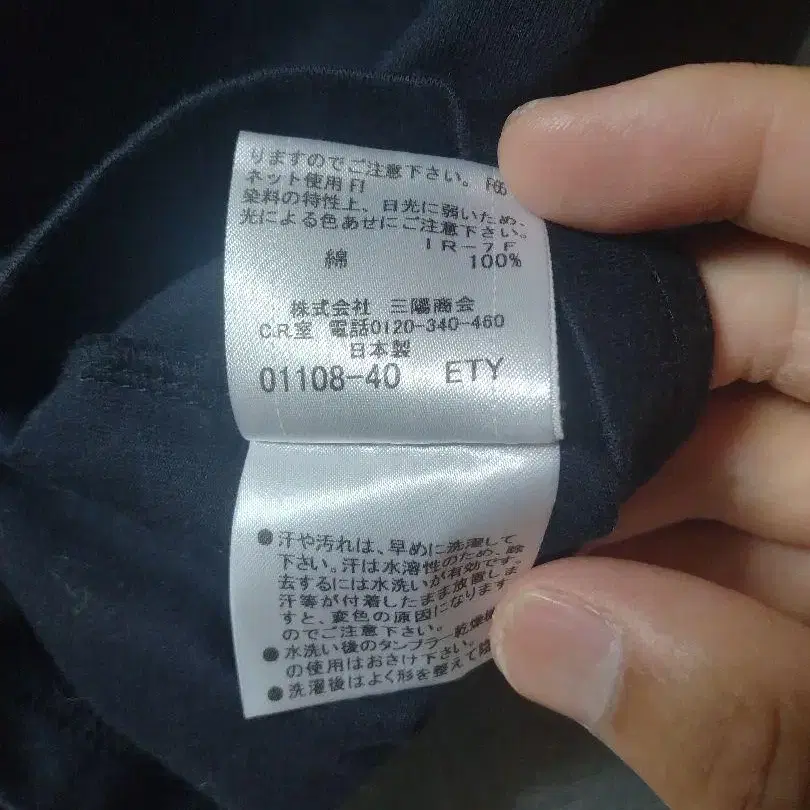 りますのでご注意下さい。 F66
ネット使用 FI
染料の特性上、日光に弱いため、
光による色あせにご注意下さい。
IR-7F
綿 100%
株式会社 三陽商会
C.R室 電話0120-340-460
日本製
01108-40 ETY
●汗や汚れは、早めに洗濯して
下さい。汗は水溶性のため、除
去するには水洗いが有効です。
汗等が付着したまま放置しま
すと、変色の原因になります
のでご注意下さい。
●水洗い後のタンブラー乾燥
の使用はおさけ下さい。
●洗濯後はよく形を整えて陰